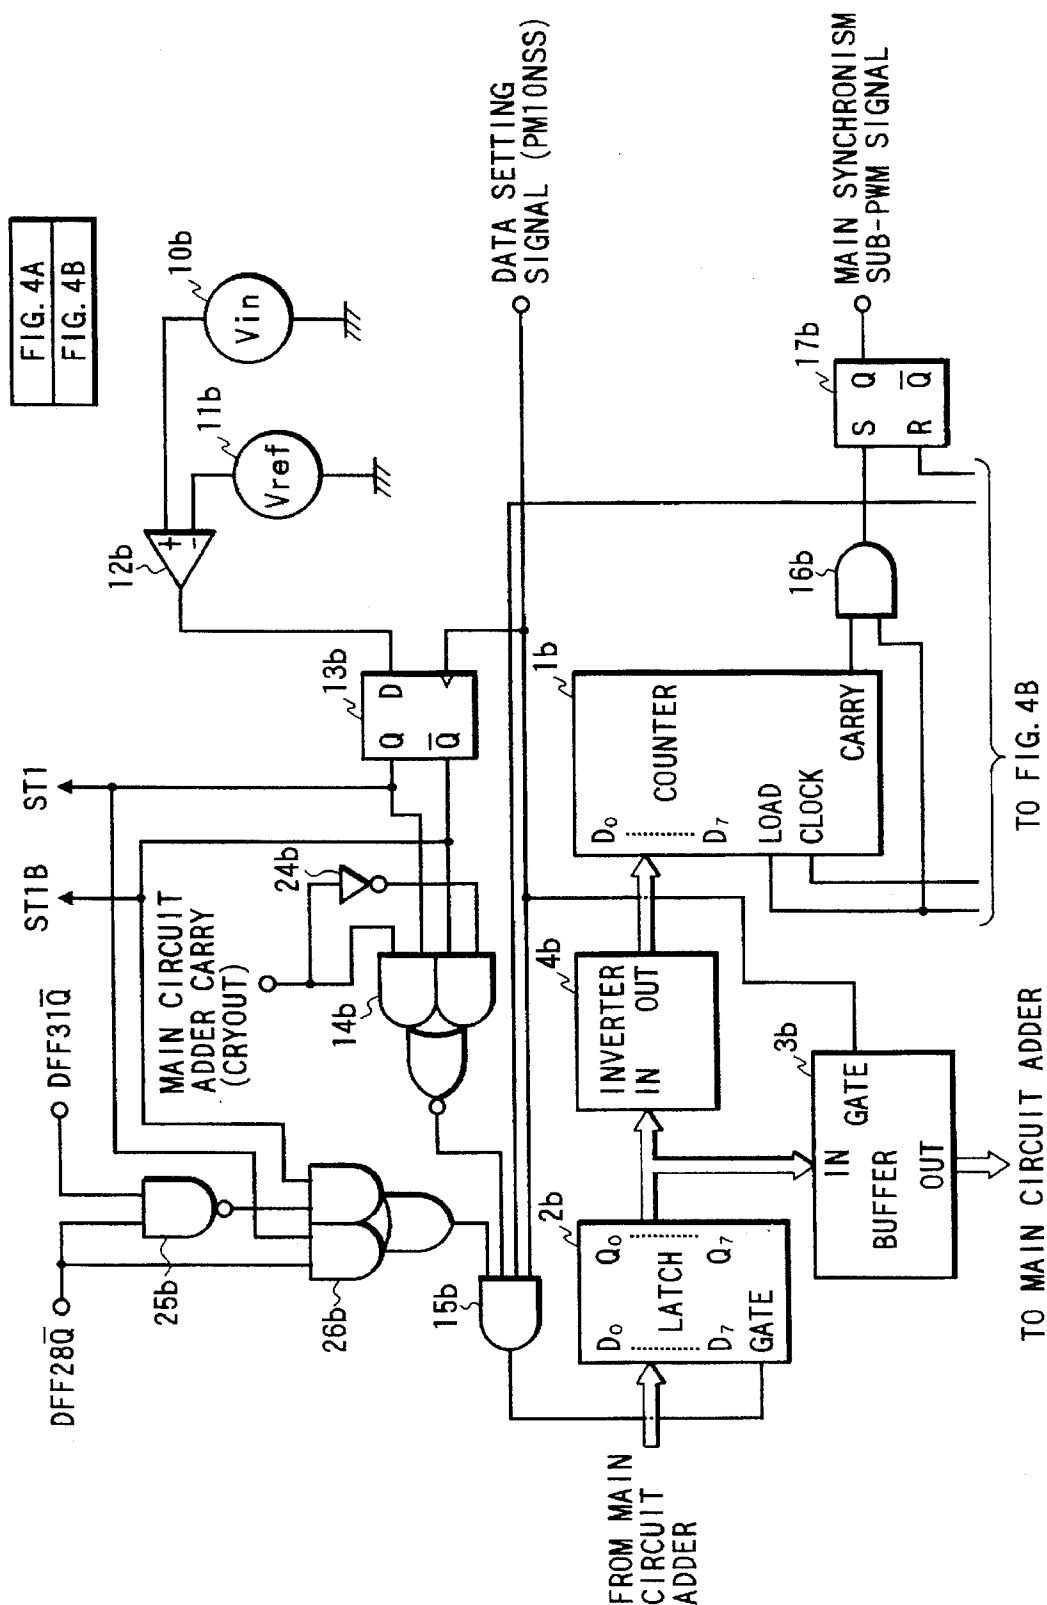 FIG. 4A
FIG. 4B
DFF28Q̅
DFF31Q̅
ST1B
ST1
25b
26b
MAIN CIRCUIT
ADDER CARRY
(CRYOUT)
24b
14b
15b
12b
+
-
Vin
10b
Vref
11b
13b
Q
D
Q̅
DATA SETTING
SIGNAL (PM10NSS)
FROM MAIN
CIRCUIT
ADDER
2b
D₀
Q₀
LATCH
D₇
Q₇
GATE
4b
INVERTER
IN
OUT
3b
IN
GATE
BUFFER
OUT
TO MAIN CIRCUIT ADDER
1b
D₀
COUNTER
D₇
LOAD
CLOCK
CARRY
16b
17b
S
Q
R
Q̅
MAIN SYNCHRONISM
SUB-PWM SIGNAL
TO FIG. 4B